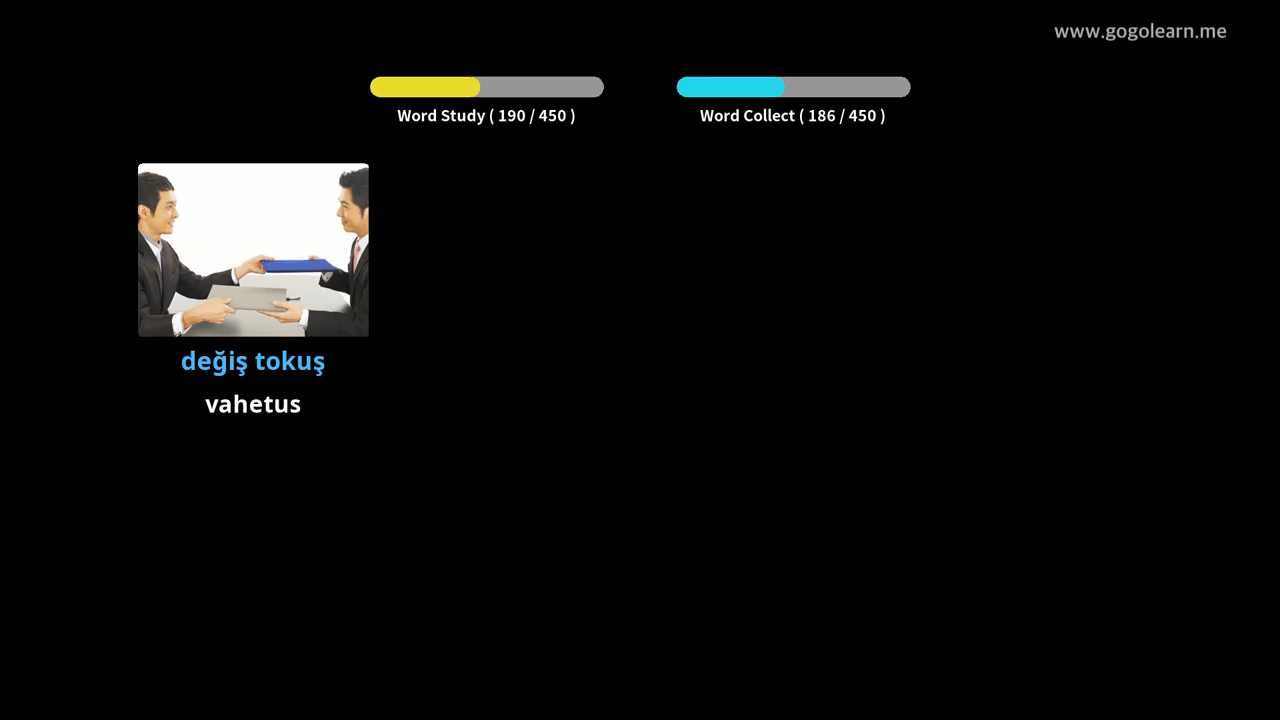 www.gogolearn.me
Word Study ( 190 / 450 )
Word Collect ( 186 / 450 )
değiş tokuş
vahetus